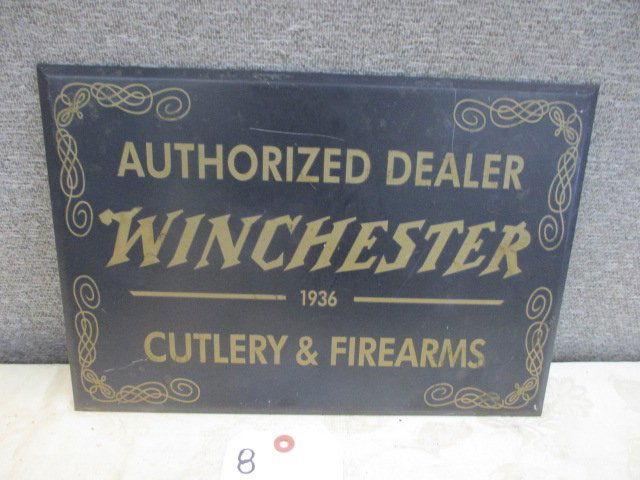 AUTHORIZED DEALER
WINCHESTER
1936
CUTLERY & FIREARMS
8